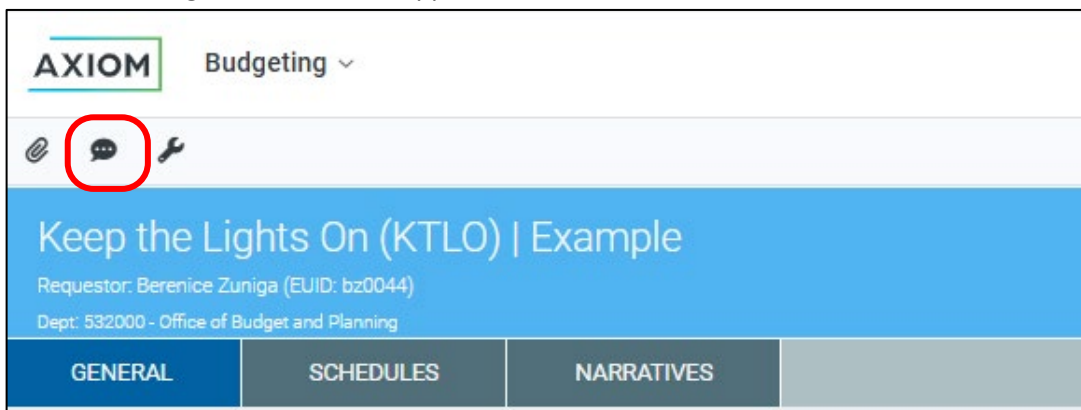 AXIOM Budgeting
Keep the Lights On (KTLO) | Example
Requestor: Berenice Zuniga (EUID: bz0044)
Dept: 532000 - Office of Budget and Planning
GENERAL SCHEDULES NARRATIVES